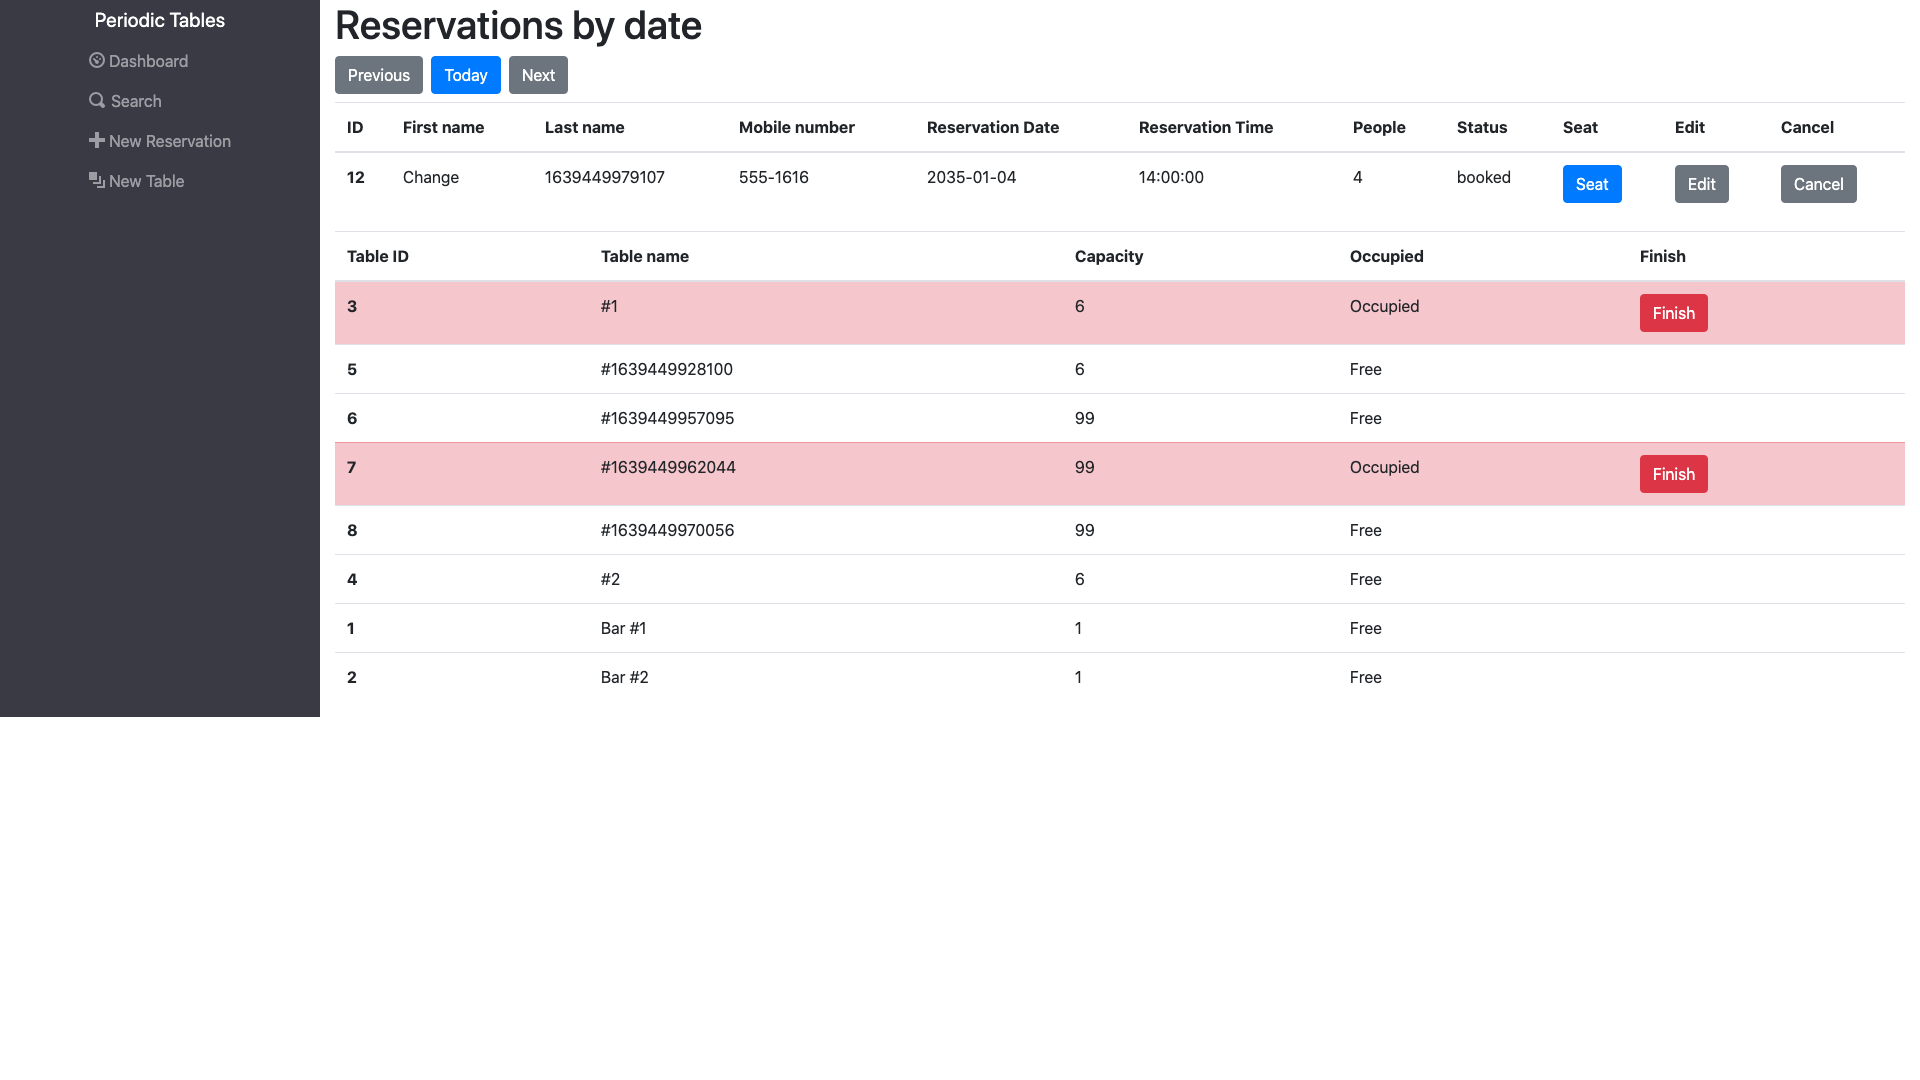 Periodic Tables
Dashboard
Search
New Reservation
New Table
Reservations by date
Previous Today Next
ID First name Last name Mobile number Reservation Date Reservation Time People Status Seat Edit Cancel
12 Change 1639449979107 555-1616 2035-01-04 14:00:00 4 booked Seat Edit Cancel
Table ID Table name Capacity Occupied Finish
3 #1 6 Occupied Finish
5 #1639449928100 6 Free
6 #1639449957095 99 Free
7 #1639449962044 99 Occupied Finish
8 #1639449970056 99 Free
4 #2 6 Free
1 Bar #1 1 Free
2 Bar #2 1 Free